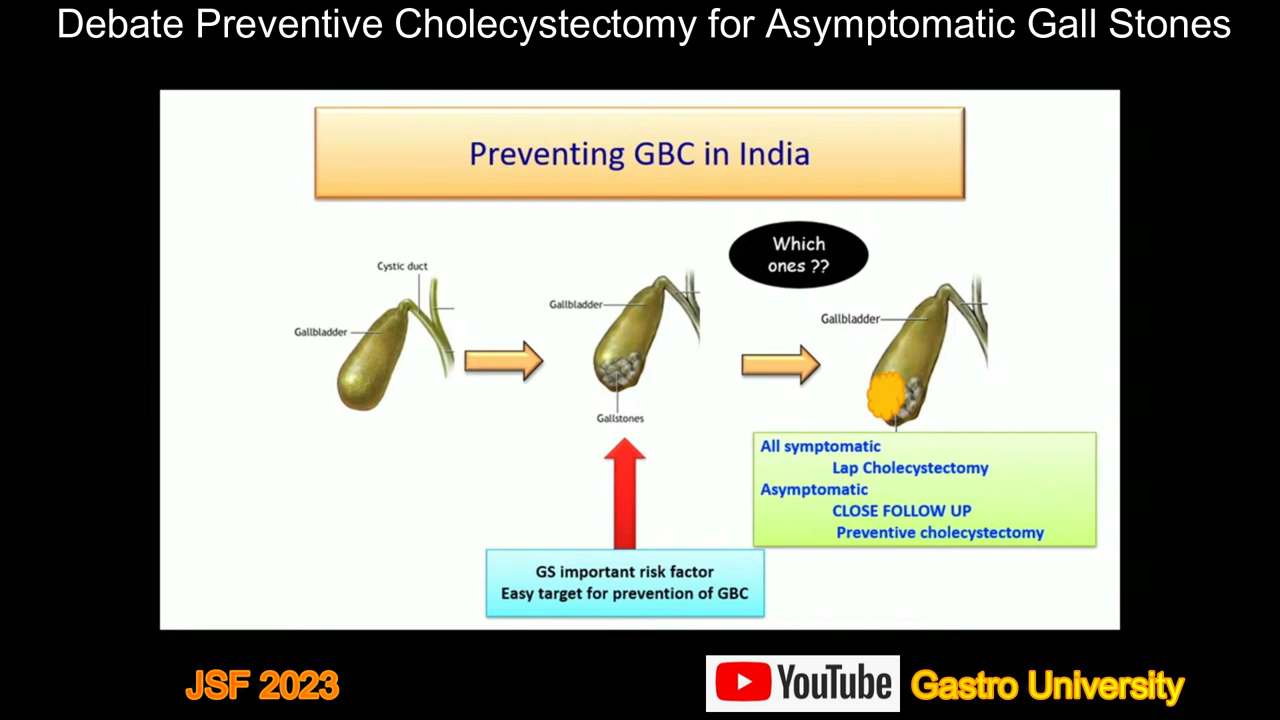 Debate Preventive Cholecystectomy for Asymptomatic Gall Stones
Preventing GBC in India
Which
ones ??
Cystic duct
Gallbladder
Gallbladder
Gallstones
Gallbladder
All symptomatic
Lap Cholecystectomy
Asymptomatic
CLOSE FOLLOW UP
Preventive cholecystectomy
GS important risk factor
Easy target for prevention of GBC
JSF 2023
YouTube
Gastro University